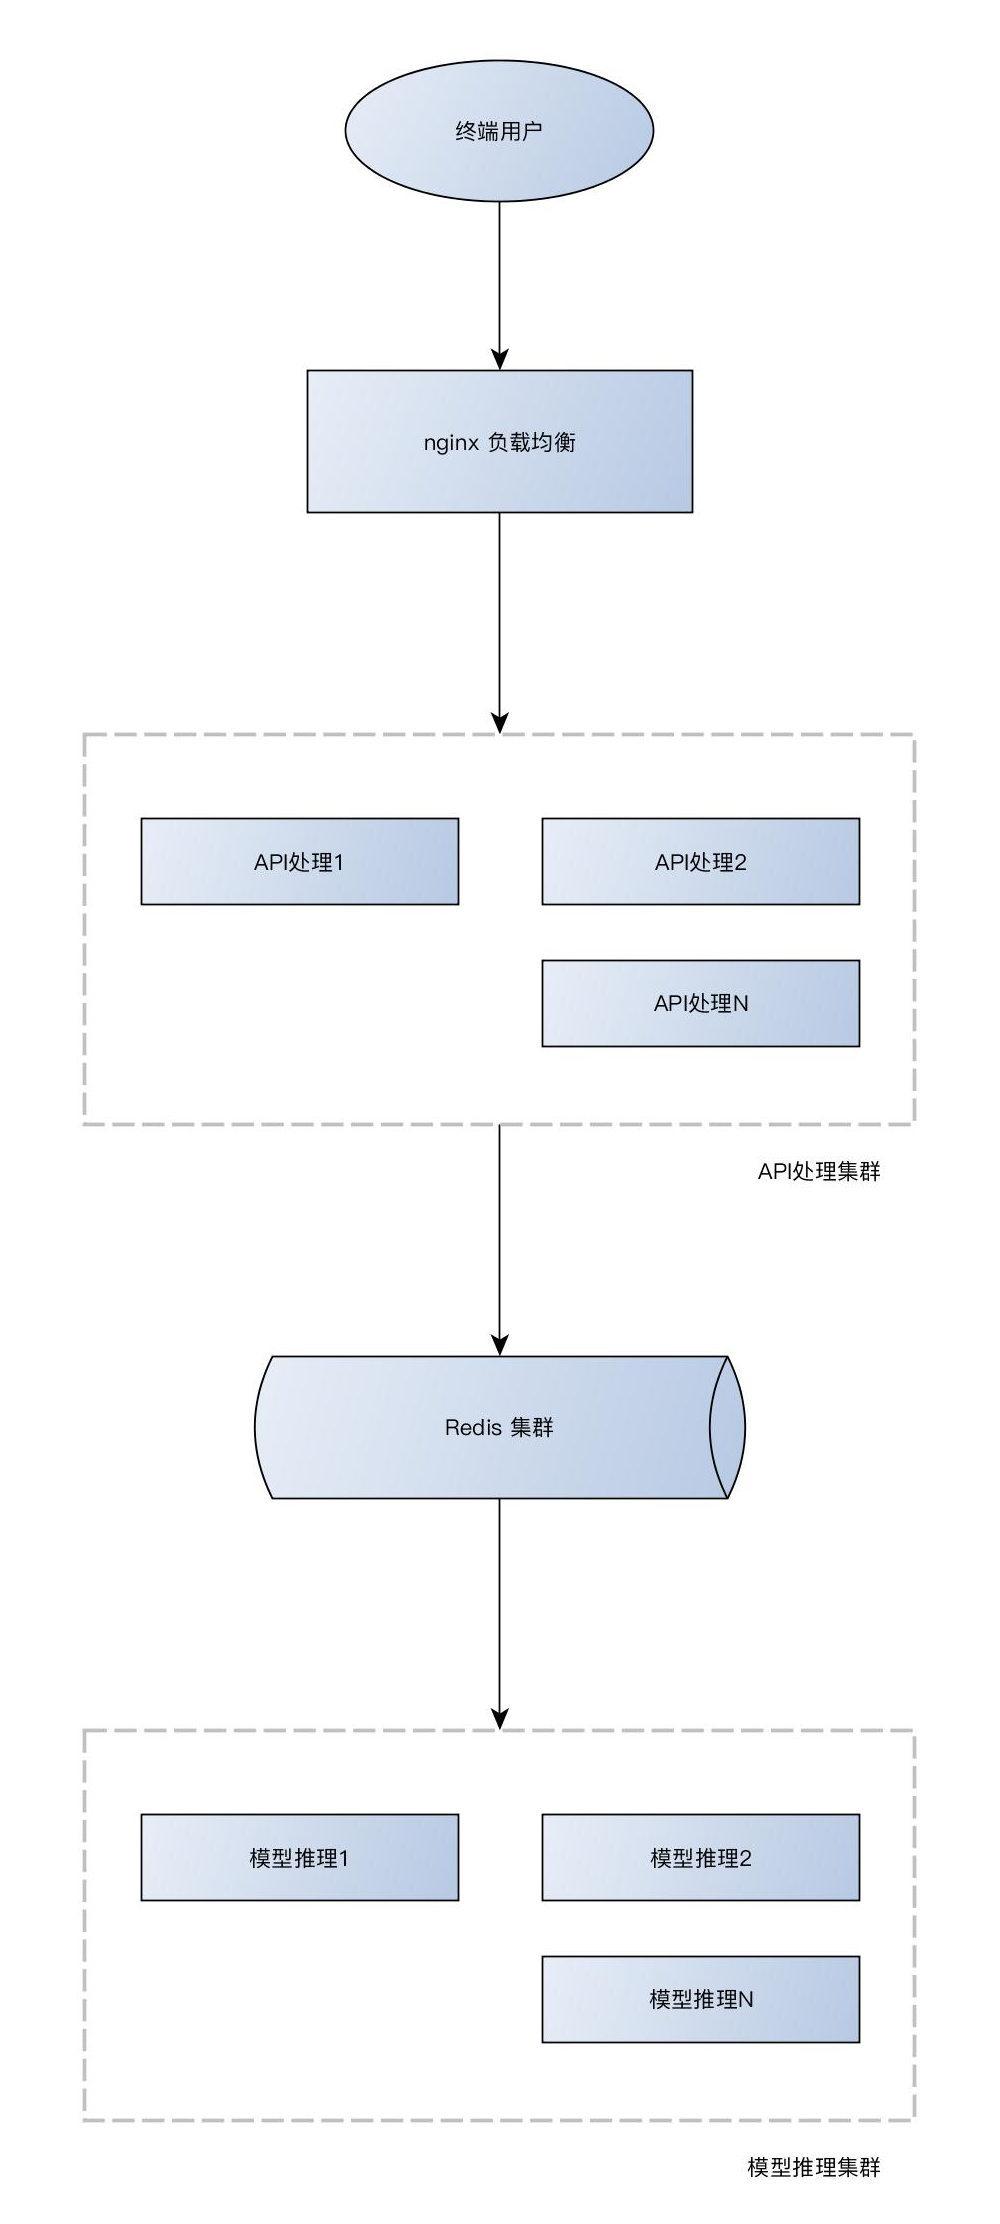 终端用户
nginx 负载均衡
API处理1
API处理2
API处理N
API处理集群
Redis 集群
模型推理1
模型推理2
模型推理N
模型推理集群